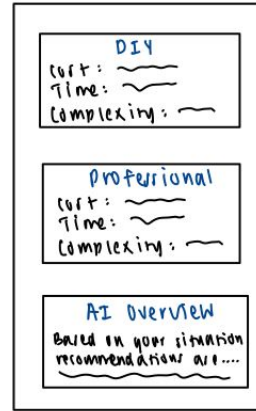 DIY
Cost:
Time:
Complexity:
Professional
Cost:
Time:
Complexity:
AI Overview
Based on your situation
recommendations are....